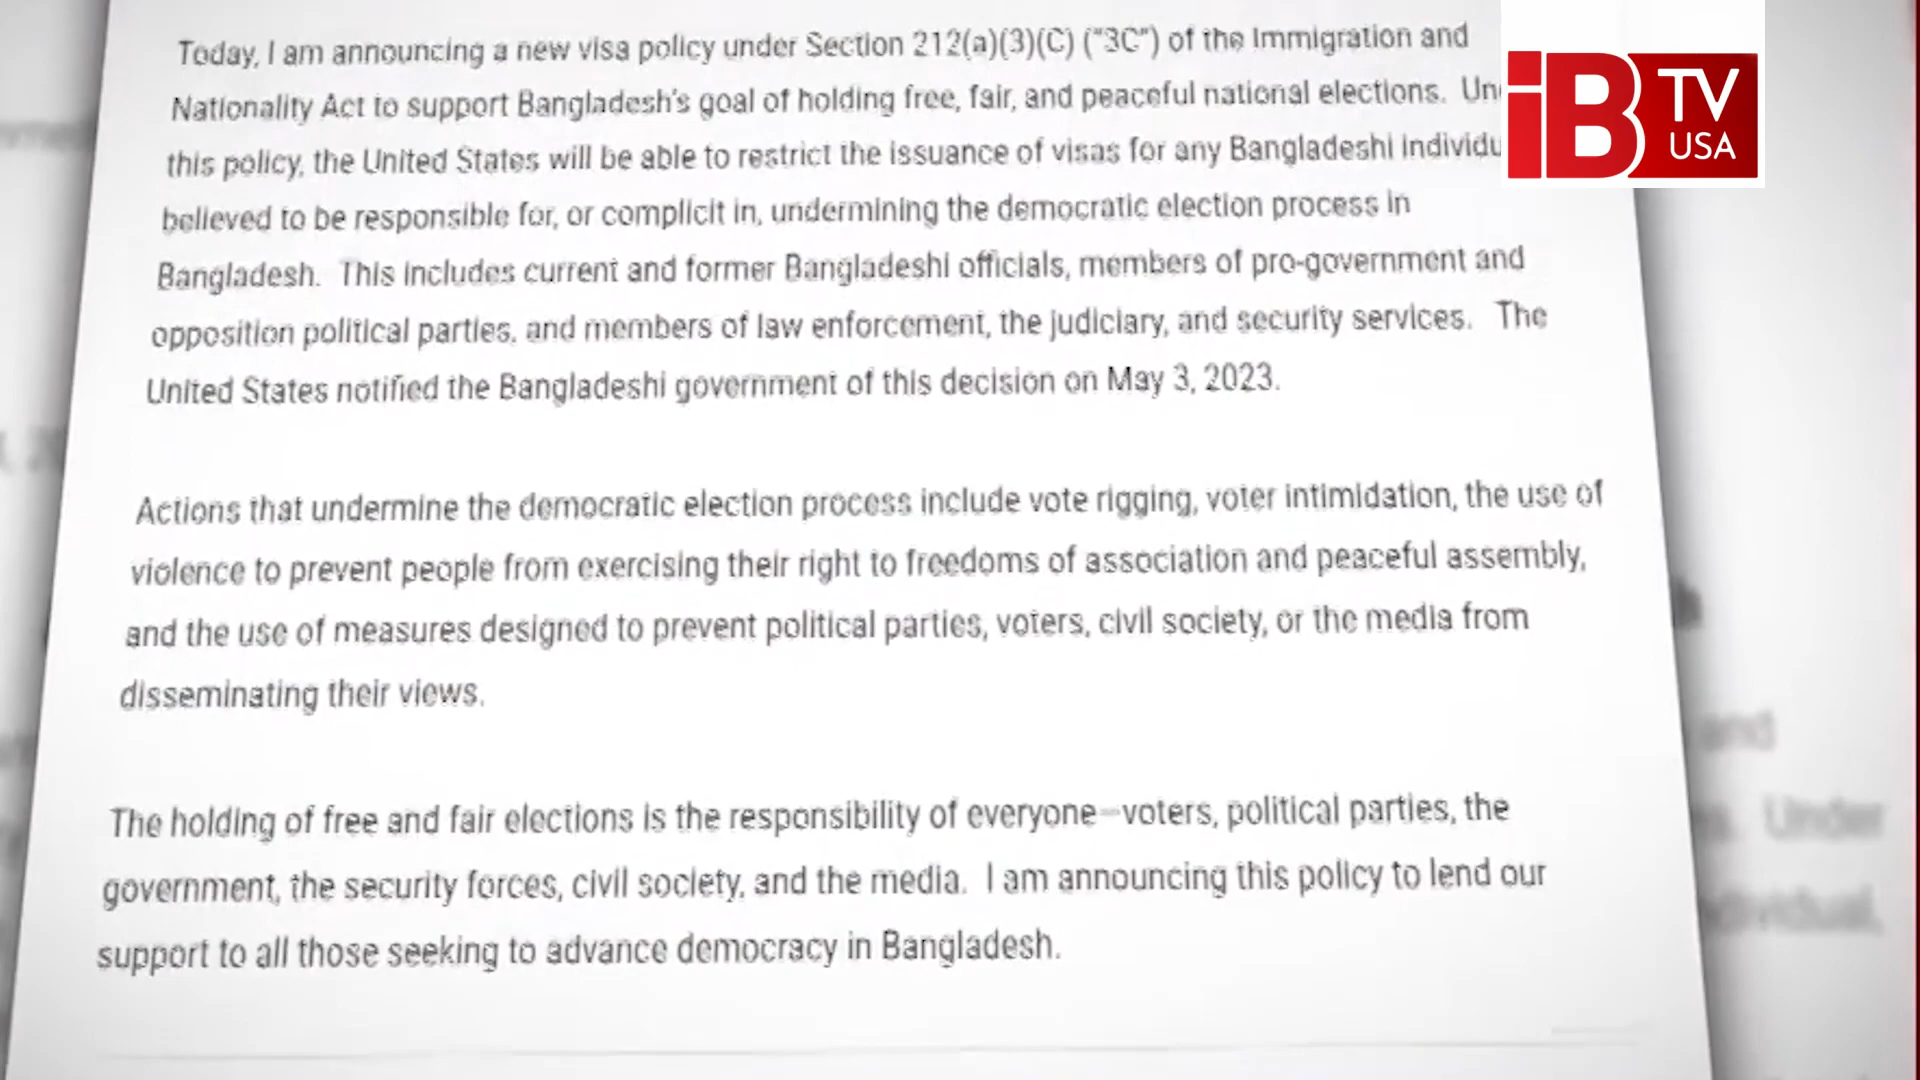 Today, I am announcing a new visa policy under Section 212(a)(3)(C) ("3C") of the Immigration and
Nationality Act to support Bangladesh's goal of holding free, fair, and peaceful national elections. Un
this policy, the United States will be able to restrict the issuance of visas for any Bangladeshi individu
believed to be responsible for, or complicit in, undermining the democratic election process in
Bangladesh. This includes current and former Bangladeshi officials, members of pro-government and
opposition political parties, and members of law enforcement, the judiciary, and security services. The
United States notified the Bangladeshi government of this decision on May 3, 2023.
Actions that undermine the democratic election process include vote rigging, voter intimidation, the use of
violence to prevent people from exercising their right to freedoms of association and peaceful assembly,
and the use of measures designed to prevent political parties, voters, civil society, or the media from
disseminating their views.
The holding of free and fair elections is the responsibility of everyone—voters, political parties, the
government, the security forces, civil society, and the media. I am announcing this policy to lend our
support to all those seeking to advance democracy in Bangladesh.
iB TV
USA
and
Under
dividual,